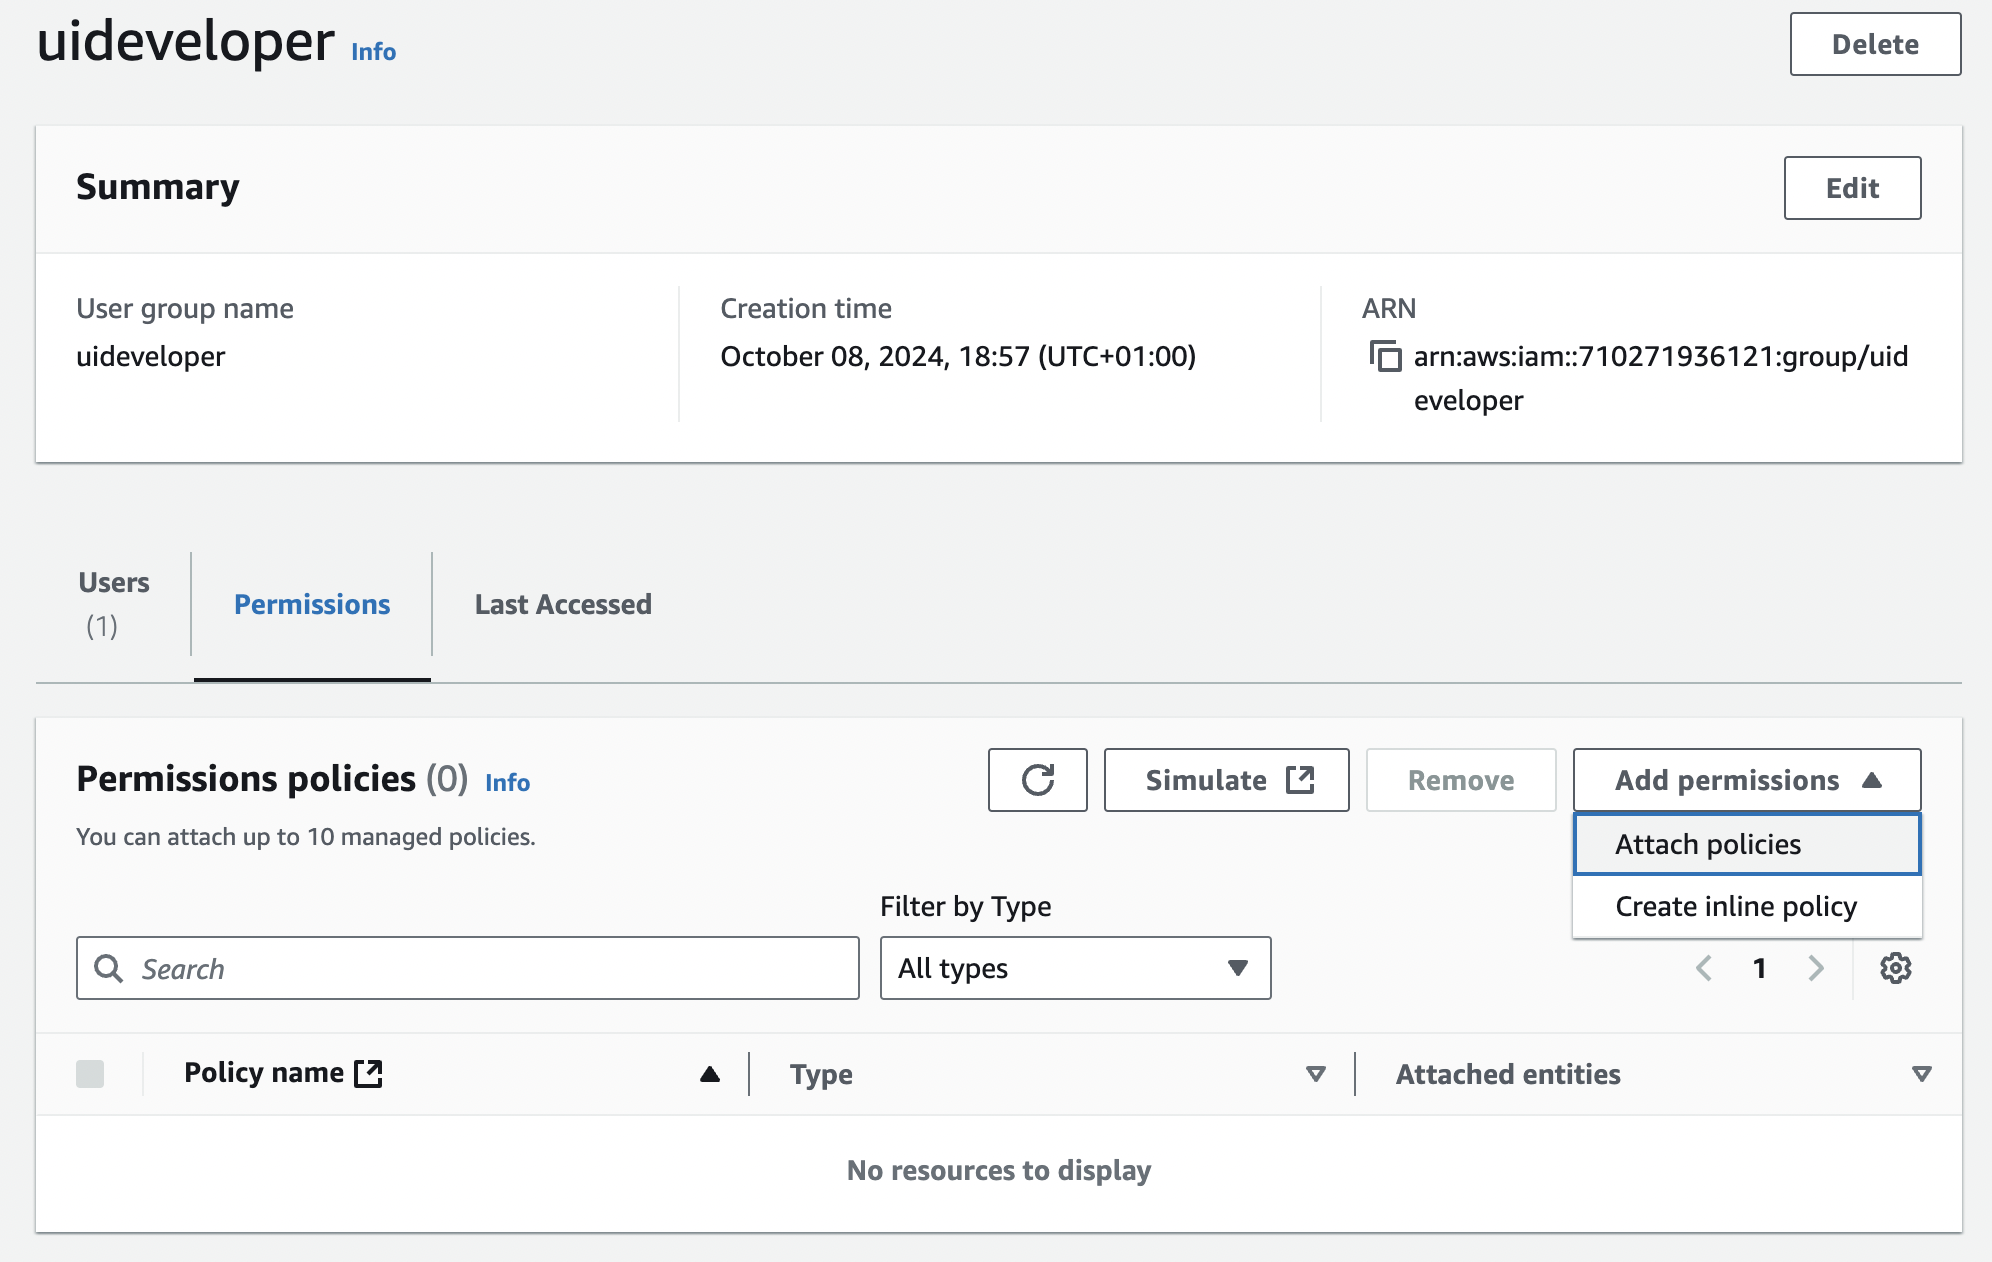 uideveloper Info
Delete
Summary
Edit
User group name
uideveloper
Creation time
October 08, 2024, 18:57 (UTC+01:00)
ARN
arn:aws:iam::710271936121:group/uid
eveloper
Users
(1)
Permissions
Last Accessed
Permissions policies (0) Info
You can attach up to 10 managed policies.
Simulate
Remove
Add permissions
Attach policies
Create inline policy
Filter by Type
Search
All types
1
Policy name
Type
Attached entities
No resources to display